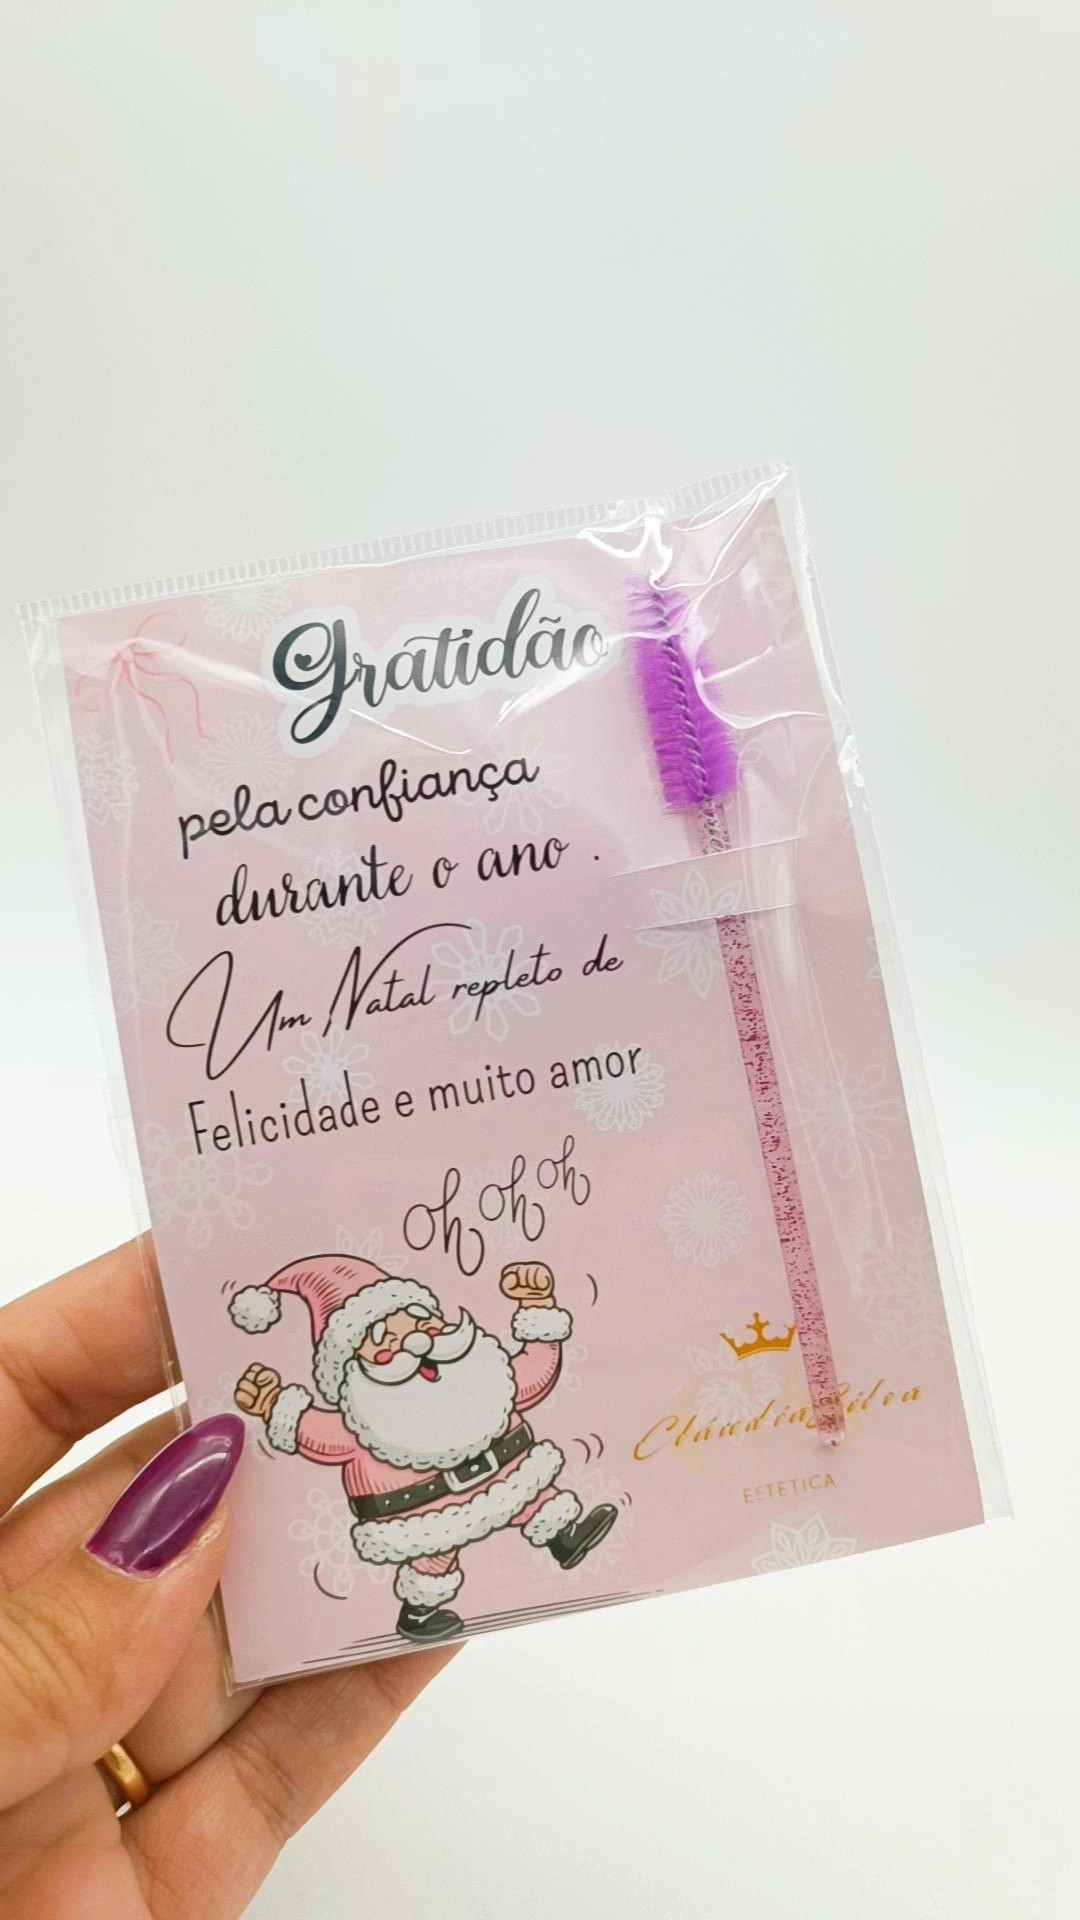 Gratidão
pela confiança
durante o ano .
Um Natal repleto de
Felicidade e muito amor
oh oh oh
Cláudia Silva
ESTETICA